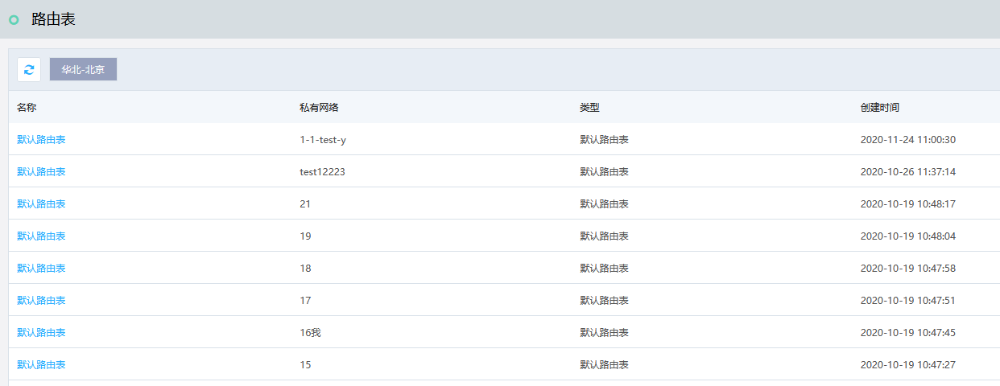 路由表
华北-北京
名称 私有网络 类型 创建时间
默认路由表 1-1-test-y 默认路由表 2020-11-24 11:00:30
默认路由表 test12223 默认路由表 2020-10-26 11:37:14
默认路由表 21 默认路由表 2020-10-19 10:48:17
默认路由表 19 默认路由表 2020-10-19 10:48:04
默认路由表 18 默认路由表 2020-10-19 10:47:58
默认路由表 17 默认路由表 2020-10-19 10:47:51
默认路由表 16我 默认路由表 2020-10-19 10:47:45
默认路由表 15 默认路由表 2020-10-19 10:47:27